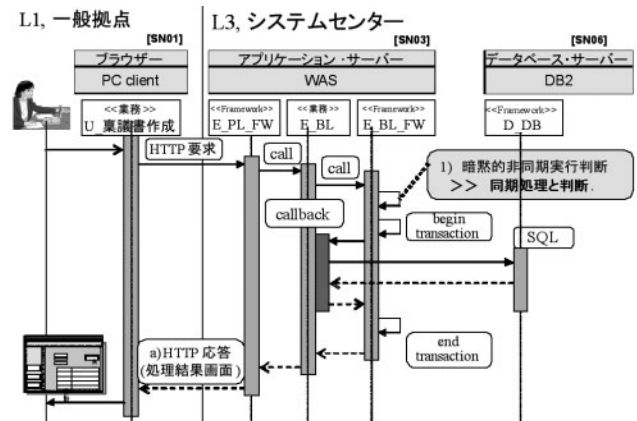 L1, 一般拠点
L3, システムセンター
[SN01]
[SN03]
[SN06]
ブラウザー
アプリケーション・サーバー
データベース・サーバー
PC client
WAS
DB2
<<業務>>
U_稟議書作成
<<Framework>>
E_PL_FW
<<業務>>
E_BL
<<Framework>>
E_BL_FW
<<Framework>>
D_DB
HTTP要求
call
call
1) 暗黙的非同期実行判断
>> 同期処理と判断.
callback
begin
transaction
SQL
end
transaction
a)HTTP 応答
(処理結果画面)